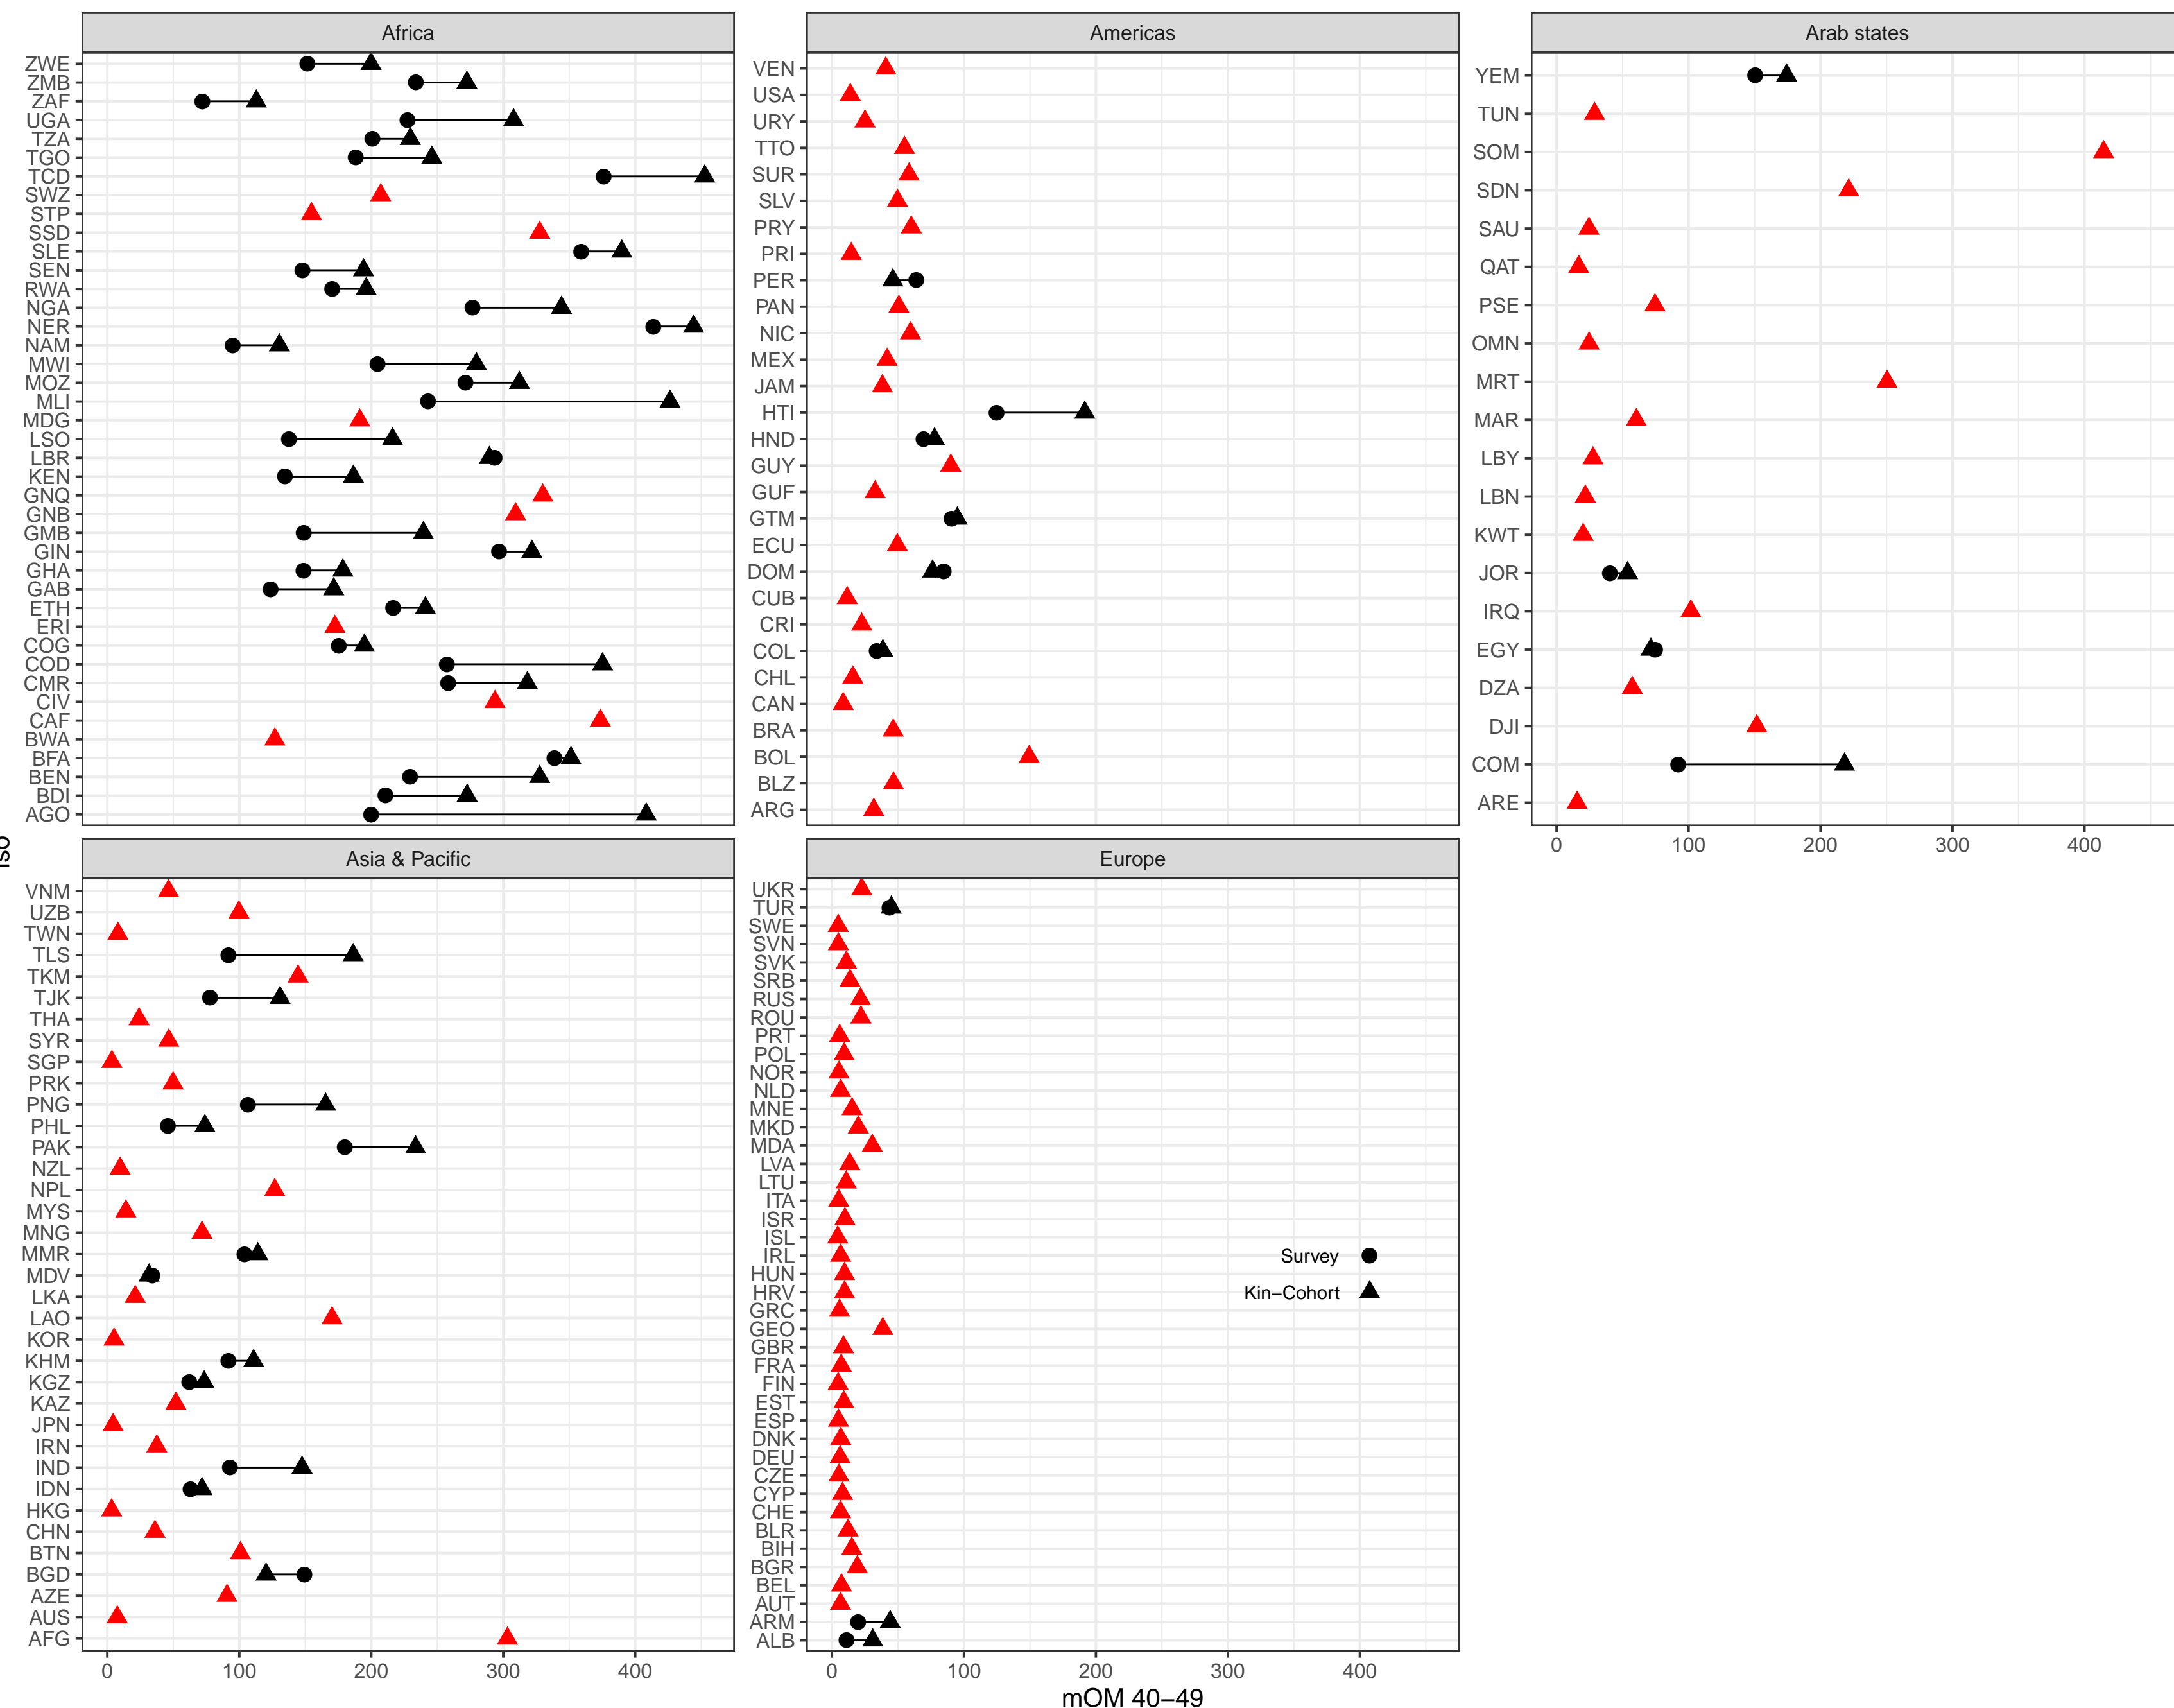 Africa
ZWE
ZMB
ZAF
UGA
TZA
TGO
TCD
SWZ
STP
SSD
SLE
SEN
RWA
NGA
NER
NAM
MWI
MOZ
MLI
MDG
LSO
LBR
KEN
GNQ
GNB
GMB
GIN
GHA
GAB
ETH
ERI
COG
COD
CMR
CIV
CAF
BWA
BFA
BEN
BDI
AGO
Americas
VEN
USA
URY
TTO
SUR
SLV
PRY
PRI
PER
PAN
NIC
MEX
JAM
HTI
HND
GUY
GUF
GTM
ECU
DOM
CUB
CRI
COL
CHL
CAN
BRA
BOL
BLZ
ARG
Arab states
YEM
TUN
SOM
SDN
SAU
QAT
PSE
OMN
MRT
MAR
LBY
LBN
KWT
JOR
IRQ
EGY
DZA
DJI
COM
ARE
0 100 200 300 400
iso
Asia & Pacific
VNM
UZB
TWN
TLS
TKM
TJK
THA
SYR
SGP
PRK
PNG
PHL
PAK
NZL
NPL
MYS
MNG
MMR
MDV
LKA
LAO
KOR
KHM
KGZ
KAZ
JPN
IRN
IND
IDN
HKG
CHN
BTN
BGD
AZE
AUS
AFG
0 100 200 300 400
Europe
UKR
TUR
SWE
SVN
SVK
SRB
RUS
ROU
PRT
POL
NOR
NLD
MNE
MKD
MDA
LVA
LTU
ITA
ISR
ISL
IRL
HUN
HRV
GRC
GEO
GBR
FRA
FIN
EST
ESP
DNK
DEU
CZE
CYP
CHE
BLR
BIH
BGR
BEL
AUT
ARM
ALB
Survey
Kin−Cohort
0 100 200 300 400
mOM 40−49